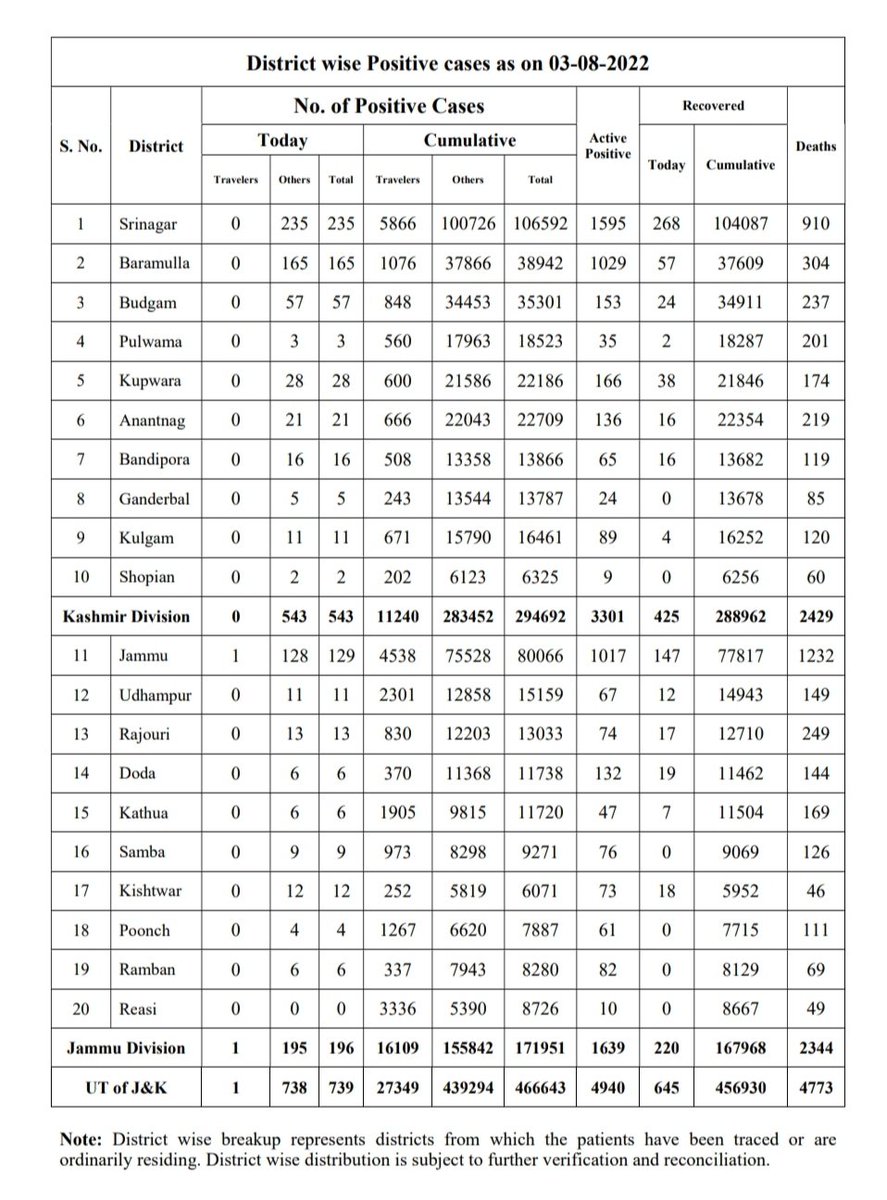 District wise Positive cases as on 03-08-2022
S. No. District No. of Positive Cases Active Positive Recovered Deaths
Today Cumulative Today Cumulative
Travelers Others Total Travelers Others Total
1 Srinagar 0 235 235 5866 100726 106592 1595 268 104087 910
2 Baramulla 0 165 165 1076 37866 38942 1029 57 37609 304
3 Budgam 0 57 57 848 34453 35301 153 24 34911 237
4 Pulwama 0 3 3 560 17963 18523 35 2 18287 201
5 Kupwara 0 28 28 600 21586 22186 166 38 21846 174
6 Anantnag 0 21 21 666 22043 22709 136 16 22354 219
7 Bandipora 0 16 16 508 13358 13866 65 16 13682 119
8 Ganderbal 0 5 5 243 13544 13787 24 0 13678 85
9 Kulgam 0 11 11 671 15790 16461 89 4 16252 120
10 Shopian 0 2 2 202 6123 6325 9 0 6256 60
Kashmir Division 0 543 543 11240 283452 294692 3301 425 288962 2429
11 Jammu 1 128 129 4538 75528 80066 1017 147 77817 1232
12 Udhampur 0 11 11 2301 12858 15159 67 12 14943 149
13 Rajouri 0 13 13 830 12203 13033 74 17 12710 249
14 Doda 0 6 6 370 11368 11738 132 19 11462 144
15 Kathua 0 6 6 1905 9815 11720 47 7 11504 169
16 Samba 0 9 9 973 8298 9271 76 0 9069 126
17 Kishtwar 0 12 12 252 5819 6071 73 18 5952 46
18 Poonch 0 4 4 1267 6620 7887 61 0 7715 111
19 Ramban 0 6 6 337 7943 8280 82 0 8129 69
20 Reasi 0 0 0 3336 5390 8726 10 0 8667 49
Jammu Division 1 195 196 16109 155842 171951 1639 220 167968 2344
UT of J&K 1 738 739 27349 439294 466643 4940 645 456930 4773
Note: District wise breakup represents districts from which the patients have been traced or are
ordinarily residing. District wise distribution is subject to further verification and reconciliation.